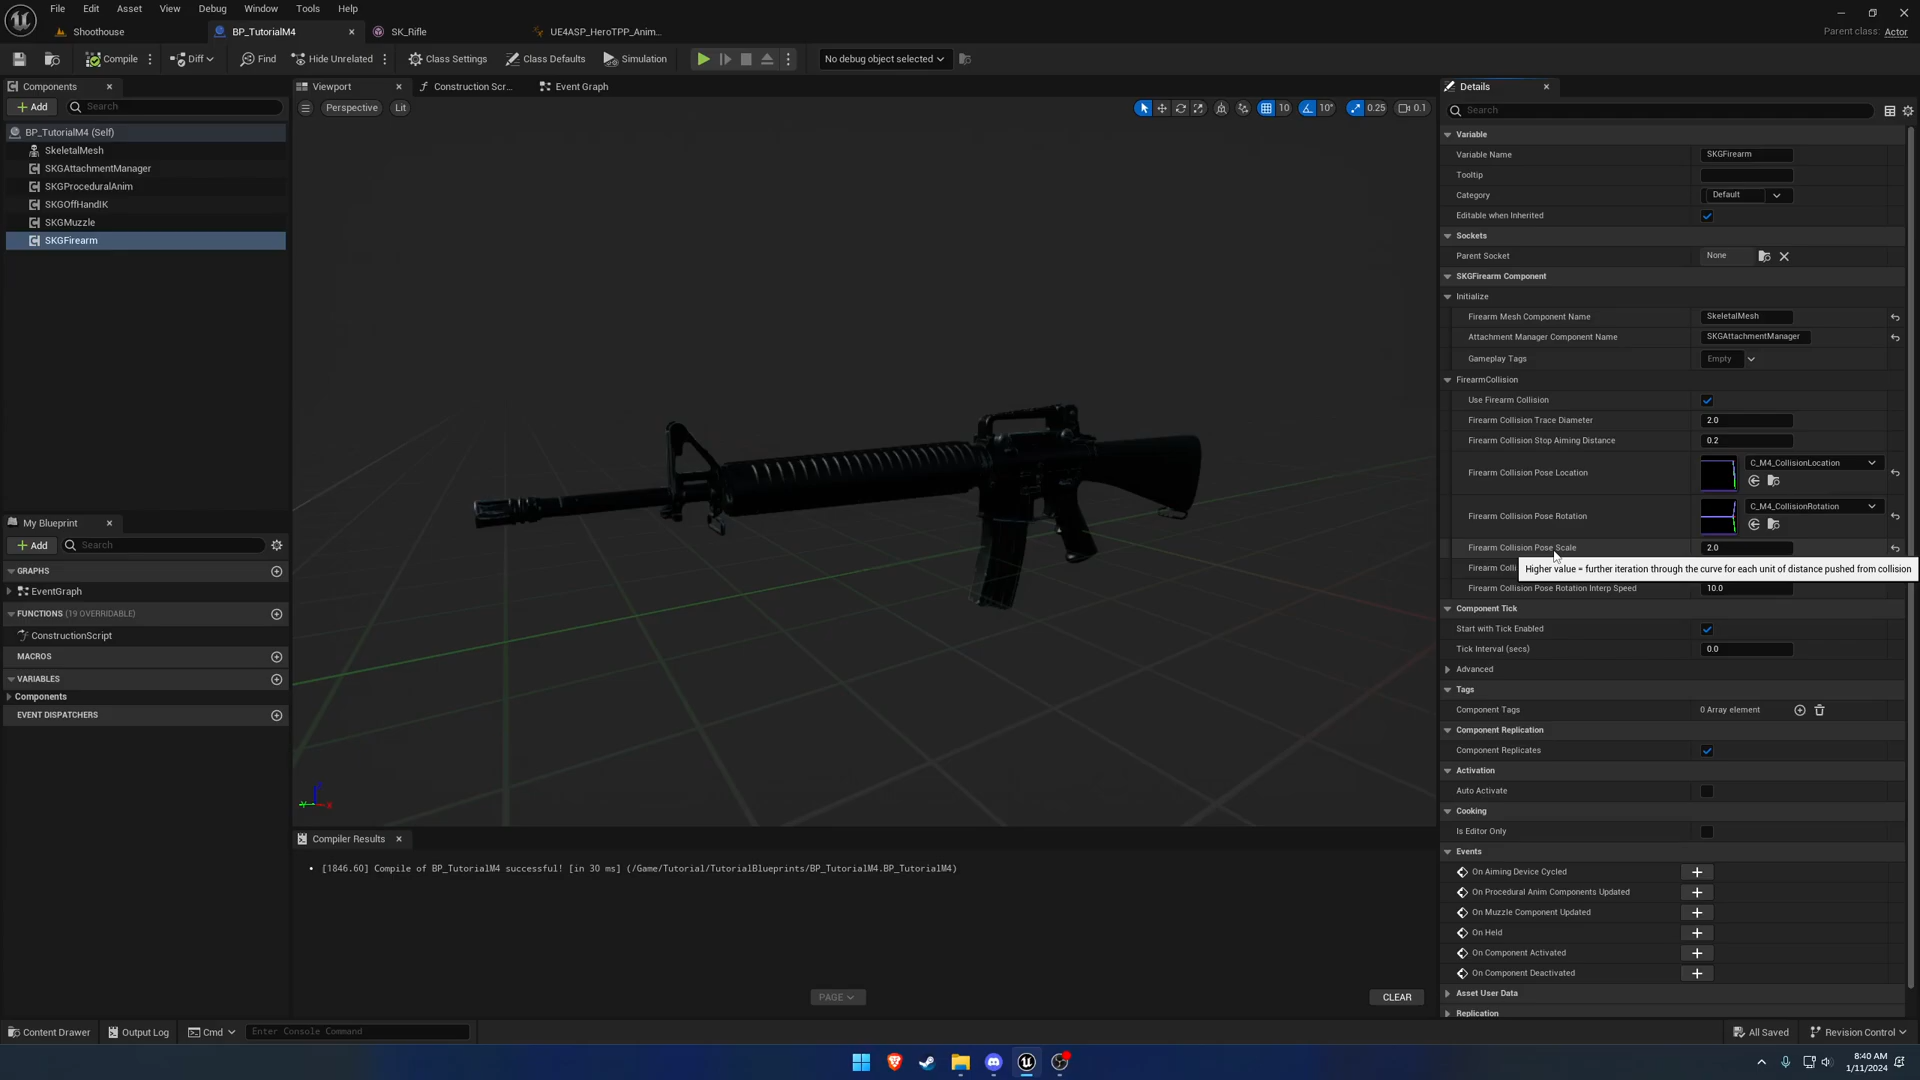 File Edit Asset View Debug Window Tools Help
Shoothouse BP_TutorialM4 SK_Rifle UE4ASP_HeroTPP_Anim...
Parent class: Actor
Compile Diff Find Hide Unrelated Class Settings Class Defaults Simulation No debug object selected
Components
Add Search
BP_TutorialM4 (Self)
SkeletalMesh
SKGAttachmentManager
SKGProceduralAnim
SKGOffHandIK
SKGMuzzle
SKGFirearm
My Blueprint
Add Search
GRAPHS
EventGraph
FUNCTIONS (19 OVERRIDABLE)
ConstructionScript
MACROS
VARIABLES
Components
EVENT DISPATCHERS
Viewport Construction Scr... Event Graph
Perspective Lit 10 10° 0.25 0.1
Compiler Results
[1846.60] Compile of BP_TutorialM4 successful! [in 30 ms] (/Game/Tutorial/TutorialBlueprints/BP_TutorialM4.BP_TutorialM4)
PAGE CLEAR
Details
Search
Variable
Variable Name SKGFirearm
Tooltip
Category Default
Editable when Inherited
Sockets
Parent Socket None
SKGFirearm Component
Initialize
Firearm Mesh Component Name SkeletalMesh
Attachment Manager Component Name SKGAttachmentManager
Gameplay Tags Empty
FirearmCollision
Use Firearm Collision
Firearm Collision Trace Diameter 2.0
Firearm Collision Stop Aiming Distance 0.2
Firearm Collision Pose Location C_M4_CollisionLocation
Firearm Collision Pose Rotation C_M4_CollisionRotation
Firearm Collision Pose Scale 2.0
Firearm Colli
Higher value = further iteration through the curve for each unit of distance pushed from collision
Firearm Collision Pose Rotation Interp Speed 10.0
Component Tick
Start with Tick Enabled
Tick Interval (secs) 0.0
Advanced
Tags
Component Tags 0 Array element
Component Replication
Component Replicates
Activation
Auto Activate
Cooking
Is Editor Only
Events
On Aiming Device Cycled
On Procedural Anim Components Updated
On Muzzle Component Updated
On Held
On Component Activated
On Component Deactivated
Asset User Data
Replication
Content Drawer Output Log Cmd Enter Console Command All Saved Revision Control
8:40 AM
1/11/2024